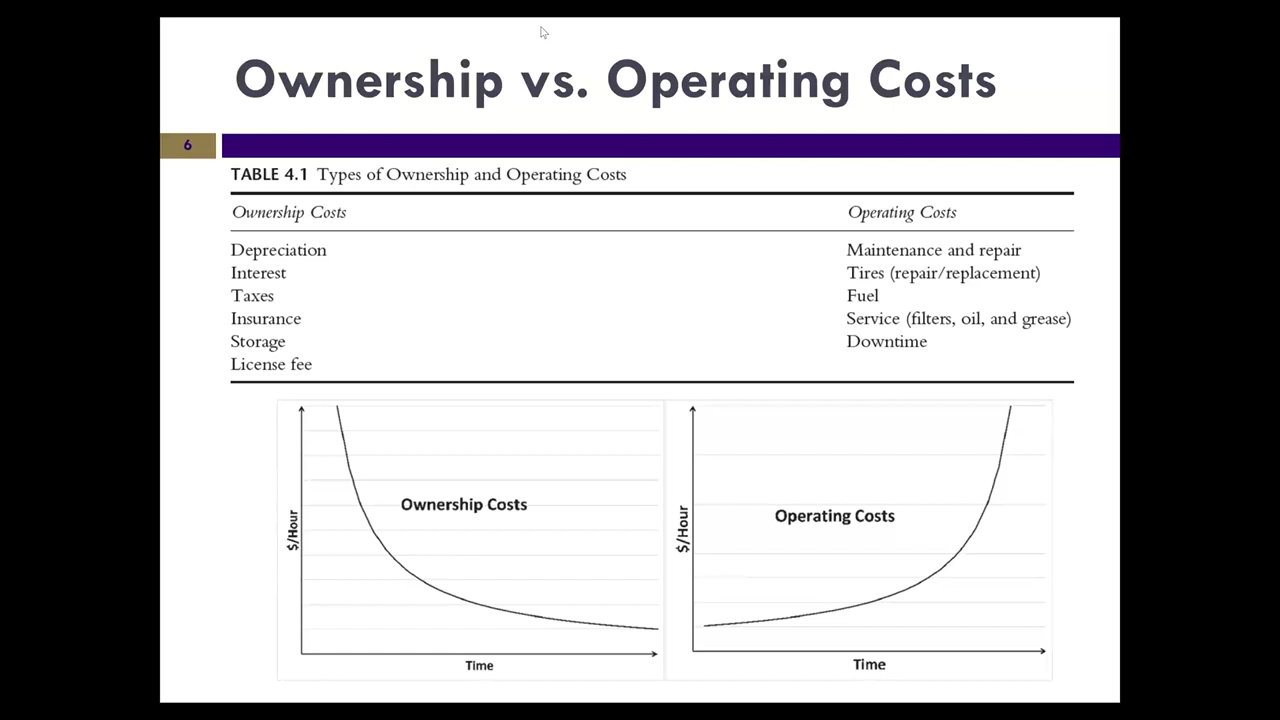 Ownership vs. Operating Costs
6
TABLE 4.1 Types of Ownership and Operating Costs
Ownership Costs Operating Costs
Depreciation Maintenance and repair
Interest Tires (repair/replacement)
Taxes Fuel
Insurance Service (filters, oil, and grease)
Storage Downtime
License fee
$/Hour
Ownership Costs
Time
$/Hour
Operating Costs
Time